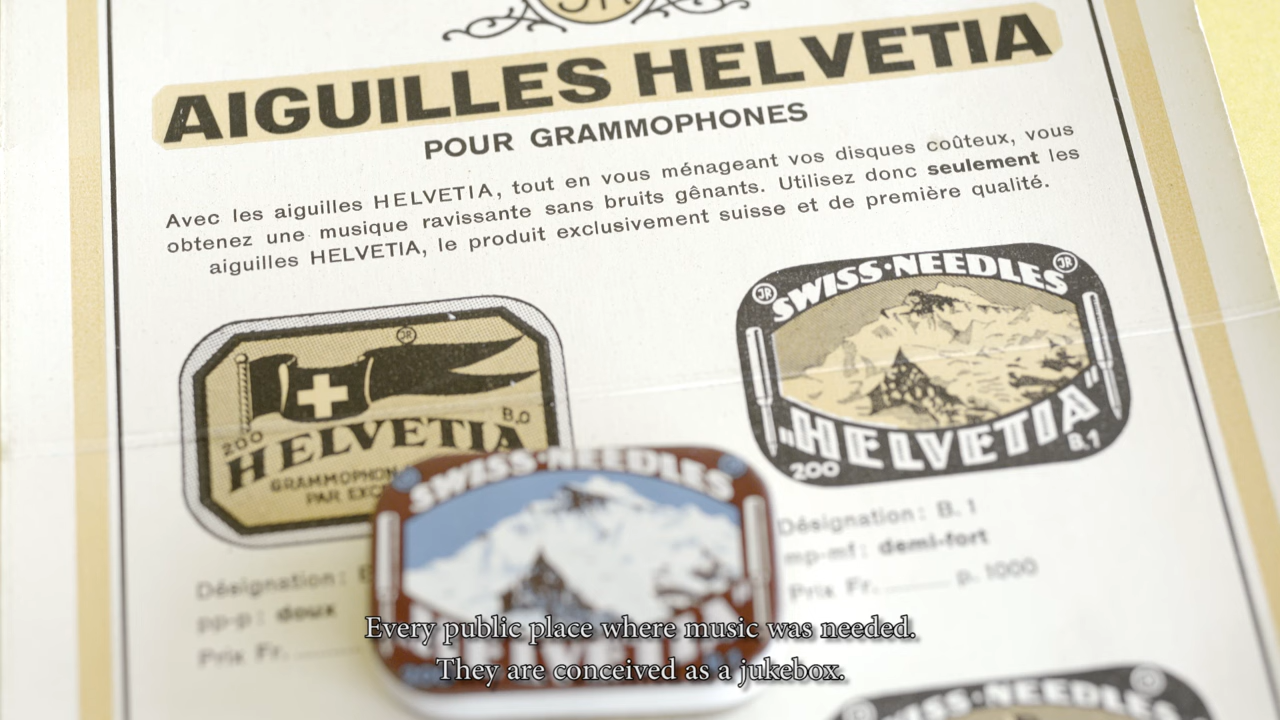 JR
AIGUILLES HELVETIA
POUR GRAMMOPHONES
Avec les aiguilles HELVETIA, tout en vous ménageant vos disques coûteux, vous
obtenez une musique ravissante sans bruits gênants. Utilisez donc seulement les
aiguilles HELVETIA, le produit exclusivement suisse et de première qualité.
JR
200
B.O
HELVETIA
GRAMMOPHON
PAR EXC
JR
JR
SWISS·NEEDLES
„HELVETIA”
200
B.1
Désignation:
pp-p: doux
Prix Fr.
Désignation: B.1
mp-mf: demi-fort
Prix Fr. p. 1000
SWISS·NEEDLES
HELVETIA
SWISS·NEEDLES
Every public place where music was needed.
They are conceived as a jukebox.